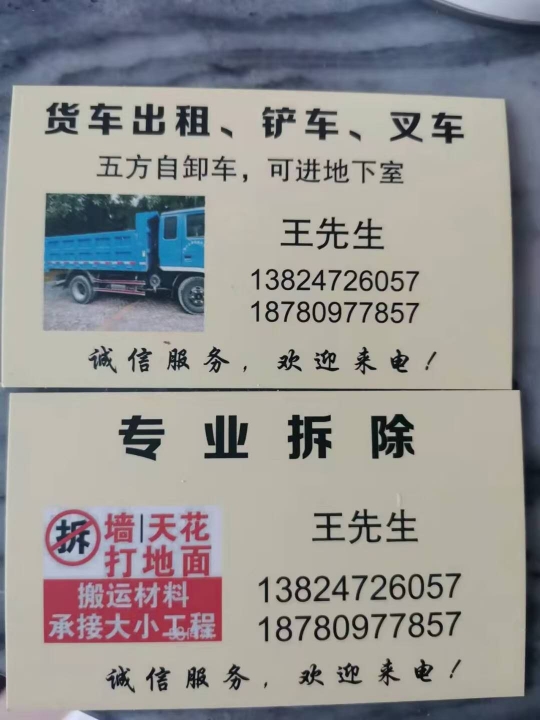 货车出租、铲车、叉车
五方自卸车，可进地下室
王先生
13824726057
18780977857
诚信服务，欢迎来电！
专业拆除
拆
墙|天花
打地面
搬运材料
承接大小工程
王先生
13824726057
18780977857
诚信服务，欢迎来电！